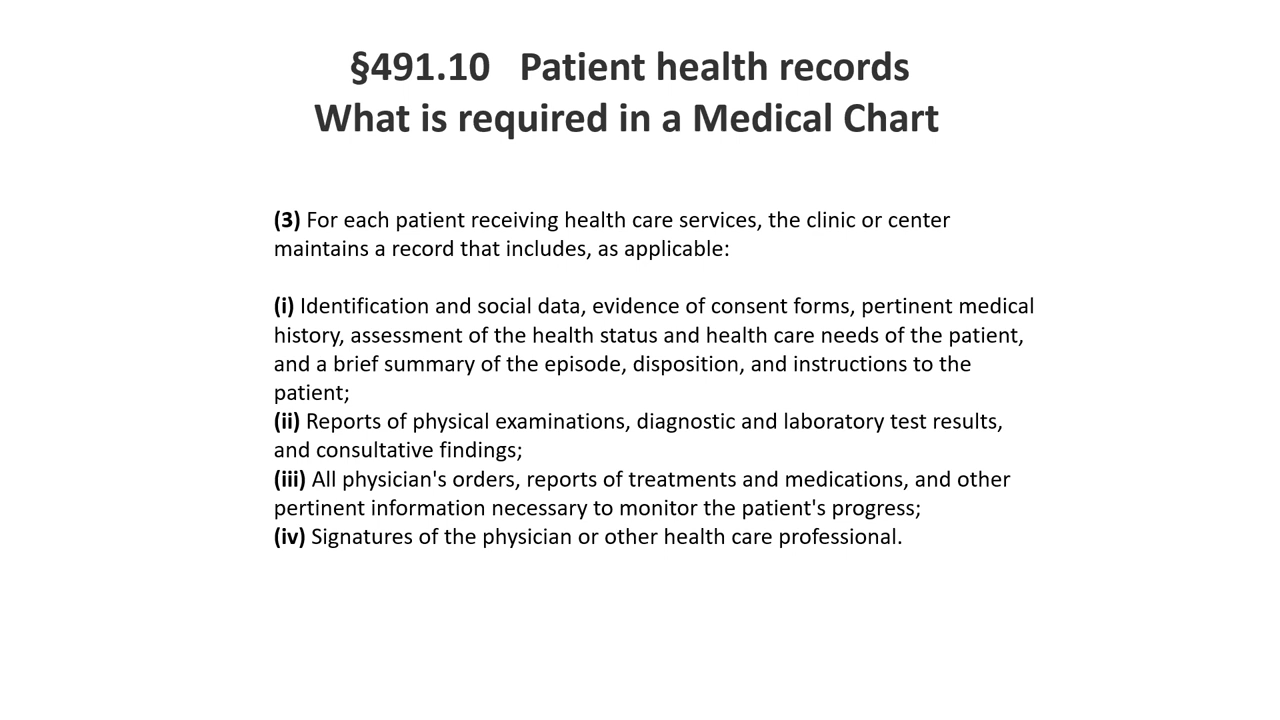 §491.10 Patient health records
What is required in a Medical Chart
(3) For each patient receiving health care services, the clinic or center
maintains a record that includes, as applicable:
(i) Identification and social data, evidence of consent forms, pertinent medical
history, assessment of the health status and health care needs of the patient,
and a brief summary of the episode, disposition, and instructions to the
patient;
(ii) Reports of physical examinations, diagnostic and laboratory test results,
and consultative findings;
(iii) All physician's orders, reports of treatments and medications, and other
pertinent information necessary to monitor the patient's progress;
(iv) Signatures of the physician or other health care professional.